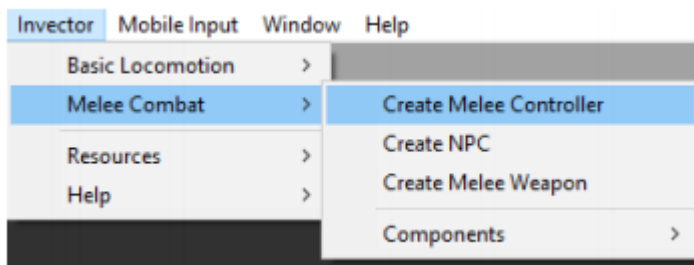 Invector Mobile Input Window Help
Basic Locomotion >
Melee Combat >
Resources >
Help >
Create Melee Controller
Create NPC
Create Melee Weapon
Components >